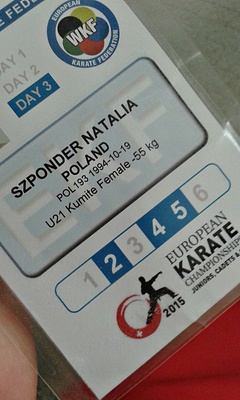 E FEDE
EUROPEAN
WKF
KARATE FEDERATION
DAY 1
DAY 2
DAY 3
SZPONDER NATALIA
POLAND
POL193 1994-10-19
U21 Kumite Female -55 kg
1 2 3 4 5 6
EUROPEAN
KARATE
CHAMPIONSHIPS
JUNIORS, CADETS &
2015